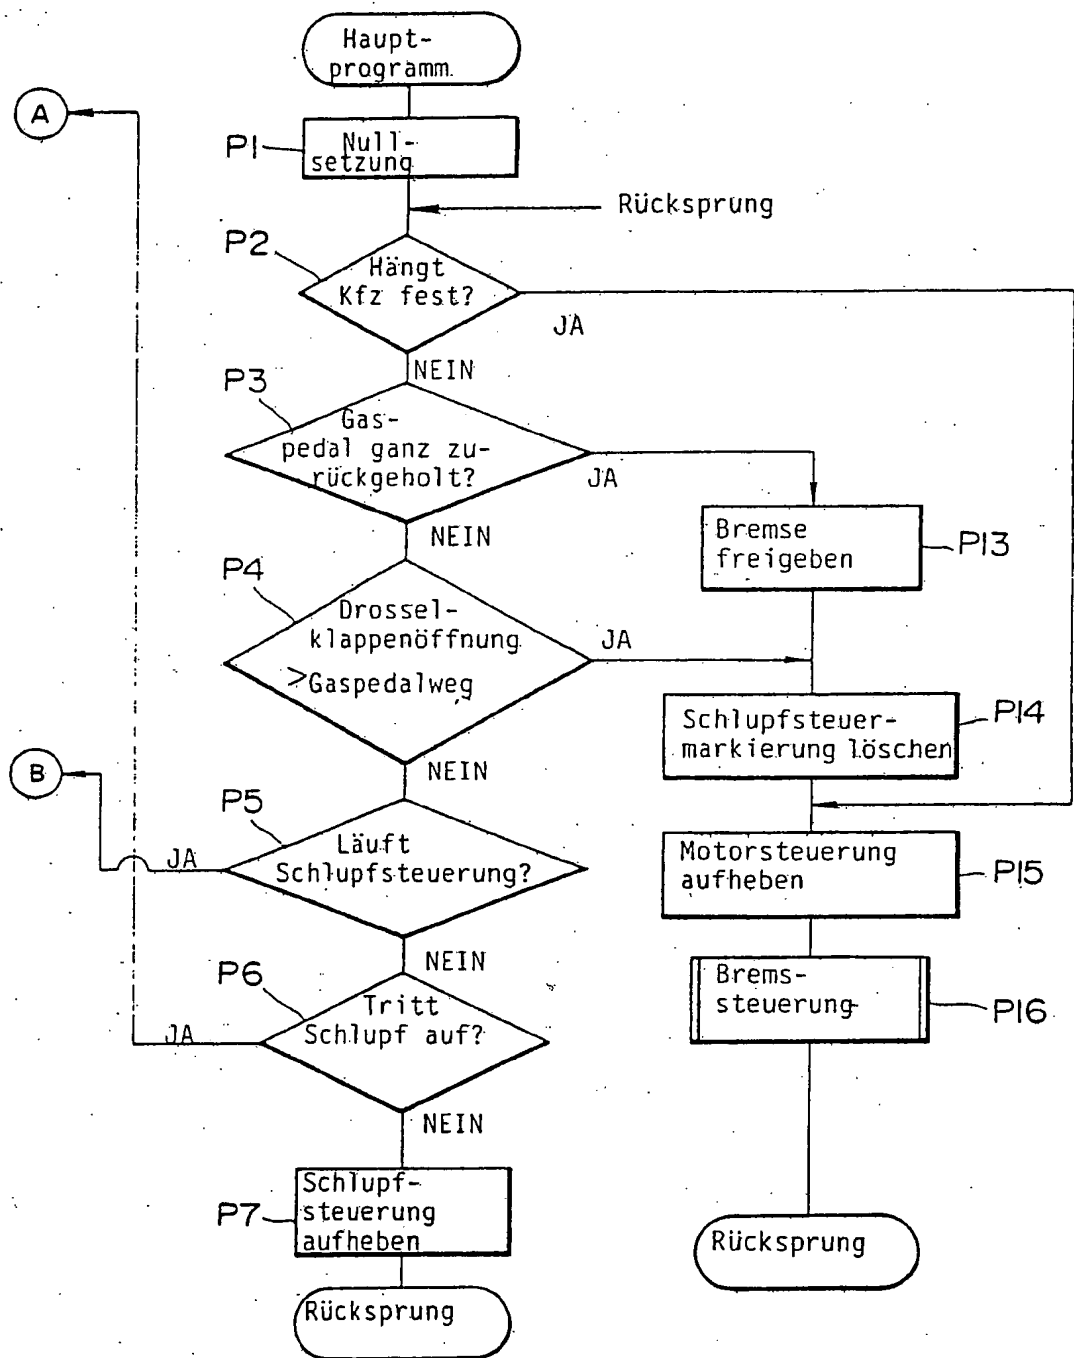 Haupt-
programm.
A
P1
Null-
setzung
Rücksprung
P2
Hängt
Kfz fest?
JA
NEIN
P3
Gas-
pedal ganz zu-
rückgeholt?
JA
NEIN
Bremse
freigeben
P13
P4
Drossel-
klappenöffnung
>Gaspedalweg
JA
NEIN
Schlupfsteuer-
markierung löschen
P14
B
P5
Läuft
Schlupfsteuerung?
JA
NEIN
Motorsteuerung
aufheben
P15
P6
Tritt
Schlupf auf?
JA
NEIN
Brems-
steuerung
P16
P7
Schlupf-
steuerung
aufheben
Rücksprung
Rücksprung